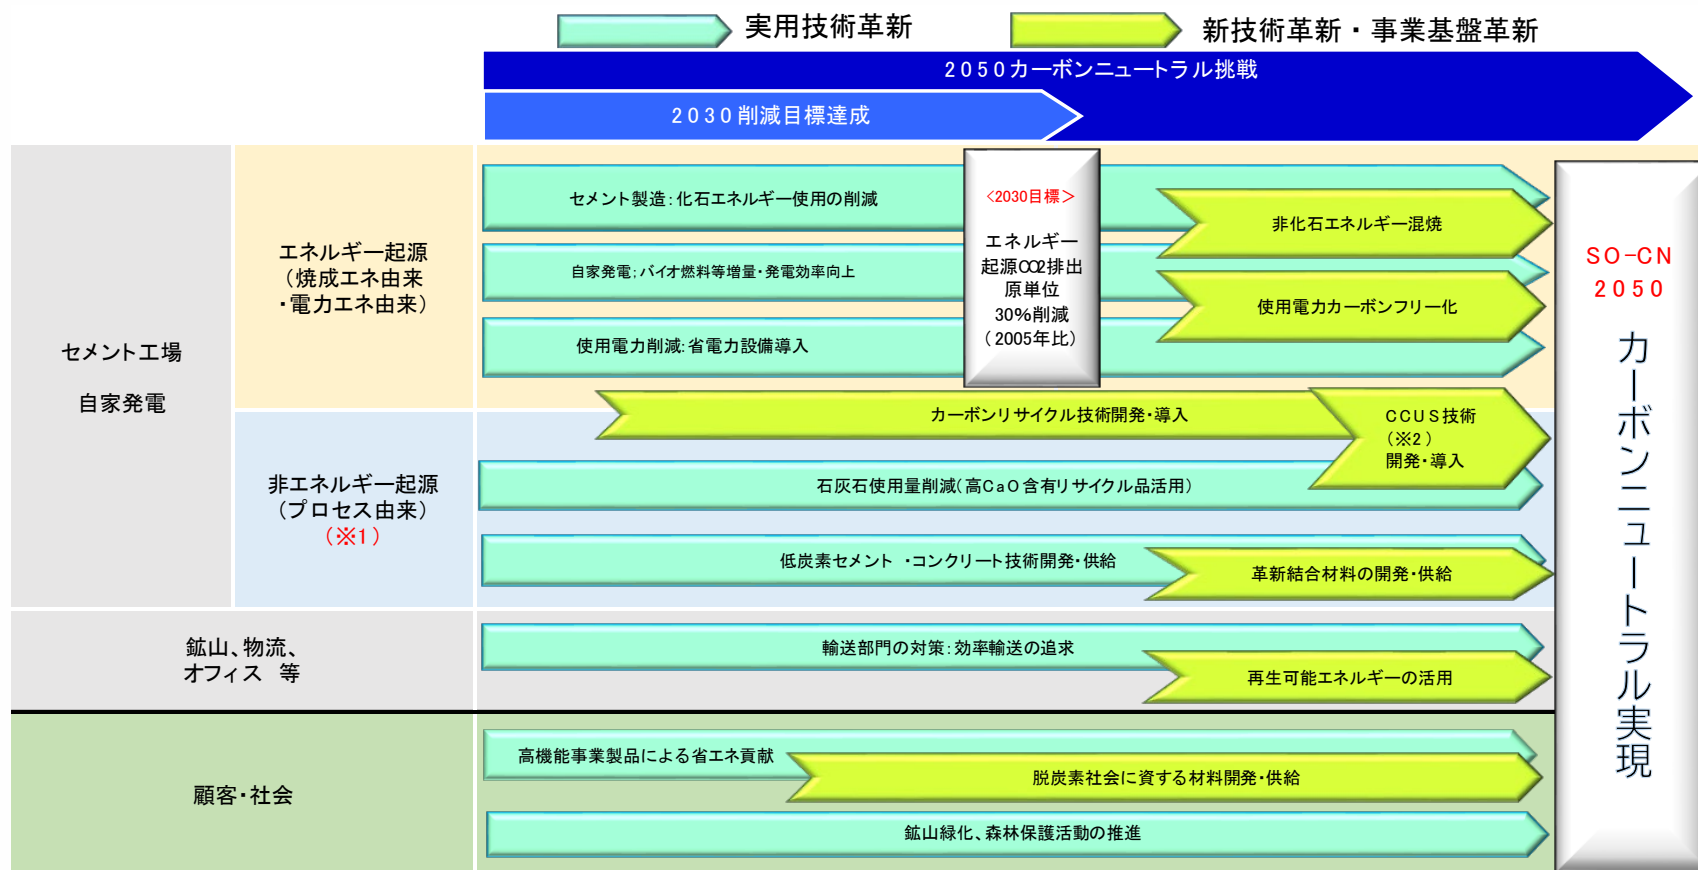 実用技術革新
新技術革新・事業基盤革新
2050カーボンニュートラル挑戦
2030削減目標達成
セメント工場
自家発電
エネルギー起源
(焼成エネ由来
・電力エネ由来)
セメント製造:化石エネルギー使用の削減
自家発電;バイオ燃料等増量・発電効率向上
使用電力削減:省電力設備導入
<2030目標>
エネルギー
起源CO2排出
原単位
30%削減
(2005年比)
非化石エネルギー混焼
使用電力カーボンフリー化
非エネルギー起源
(プロセス由来)
(※1)
カーボンリサイクル技術開発・導入
CCUS技術
(※2)
開発・導入
石灰石使用量削減(高CaO含有リサイクル品活用)
低炭素セメント ・コンクリート技術開発・供給
革新結合材料の開発・供給
鉱山、物流、
オフィス 等
輸送部門の対策:効率輸送の追求
再生可能エネルギーの活用
顧客・社会
高機能事業製品による省エネ貢献
脱炭素社会に資する材料開発・供給
鉱山緑化、森林保護活動の推進
SO-CN
2050
カーボンニュートラル実現